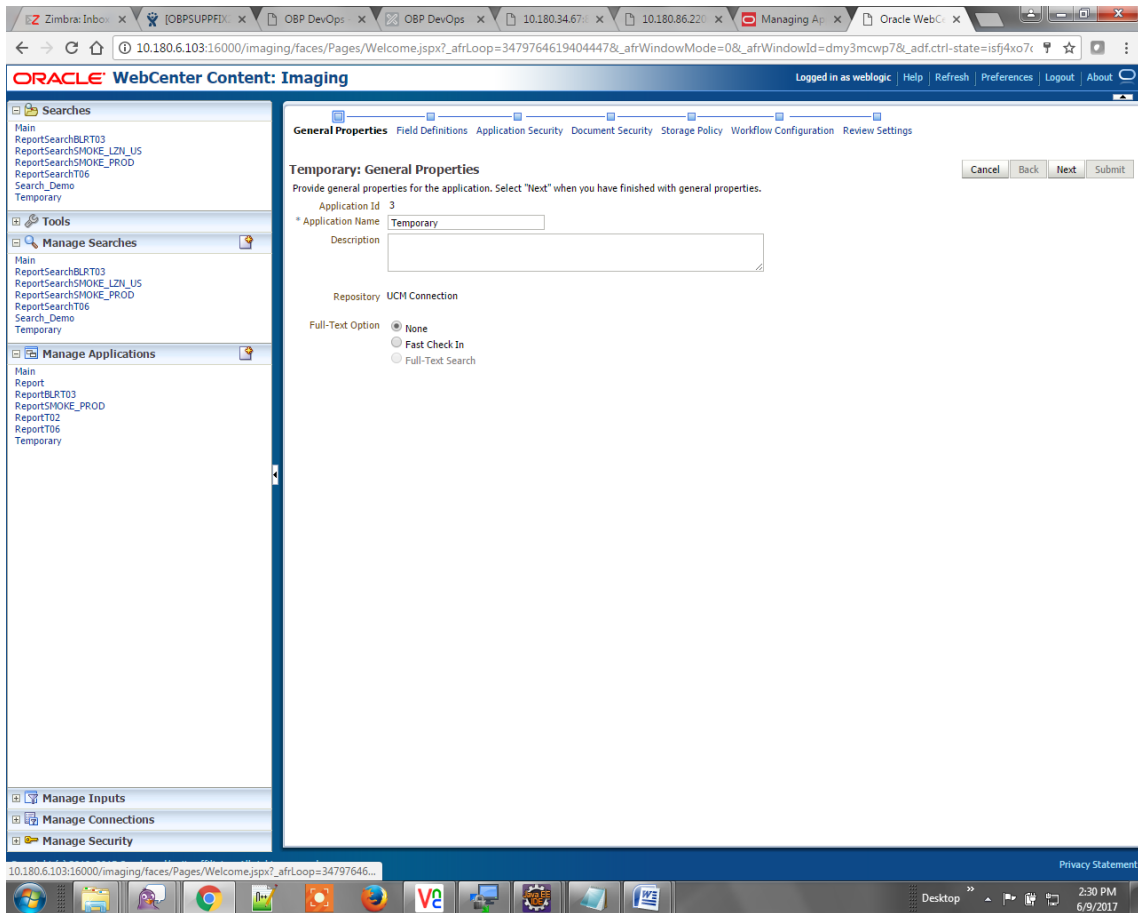 Zimbra: Inbox
[OBPSUPPFIX
OBP DevOps
OBP DevOps
10.180.34.67:
10.180.86.220
Managing Ap
Oracle WebCe
10.180.6.103:16000/imaging/faces/Pages/Welcome.jspx?_afrLoop=3479764619404447&_afrWindowMode=0&_afrWindowId=dmy3mcwp7&_adf.ctrl-state=isfj4xo7c
ORACLE WebCenter Content: Imaging
Logged in as weblogic | Help | Refresh | Preferences | Logout | About
Searches
Main
ReportSearchBLRT03
ReportSearchSMOKE_LZN_US
ReportSearchSMOKE_PROD
ReportSearchT06
Search_Demo
Temporary
Tools
Manage Searches
Main
ReportSearchBLRT03
ReportSearchSMOKE_LZN_US
ReportSearchSMOKE_PROD
ReportSearchT06
Search_Demo
Temporary
Manage Applications
Main
Report
ReportBLRT03
ReportSMOKE_PROD
ReportT02
ReportT06
Temporary
Manage Inputs
Manage Connections
Manage Security
General Properties Field Definitions Application Security Document Security Storage Policy Workflow Configuration Review Settings
Temporary: General Properties
Cancel Back Next Submit
Provide general properties for the application. Select "Next" when you have finished with general properties.
Application Id 3
* Application Name Temporary
Description
Repository UCM Connection
Full-Text Option None
Fast Check In
Full-Text Search
Privacy Statement
10.180.6.103:16000/imaging/faces/Pages/Welcome.jspx?_afrLoop=34797646...
Desktop
2:30 PM
6/9/2017